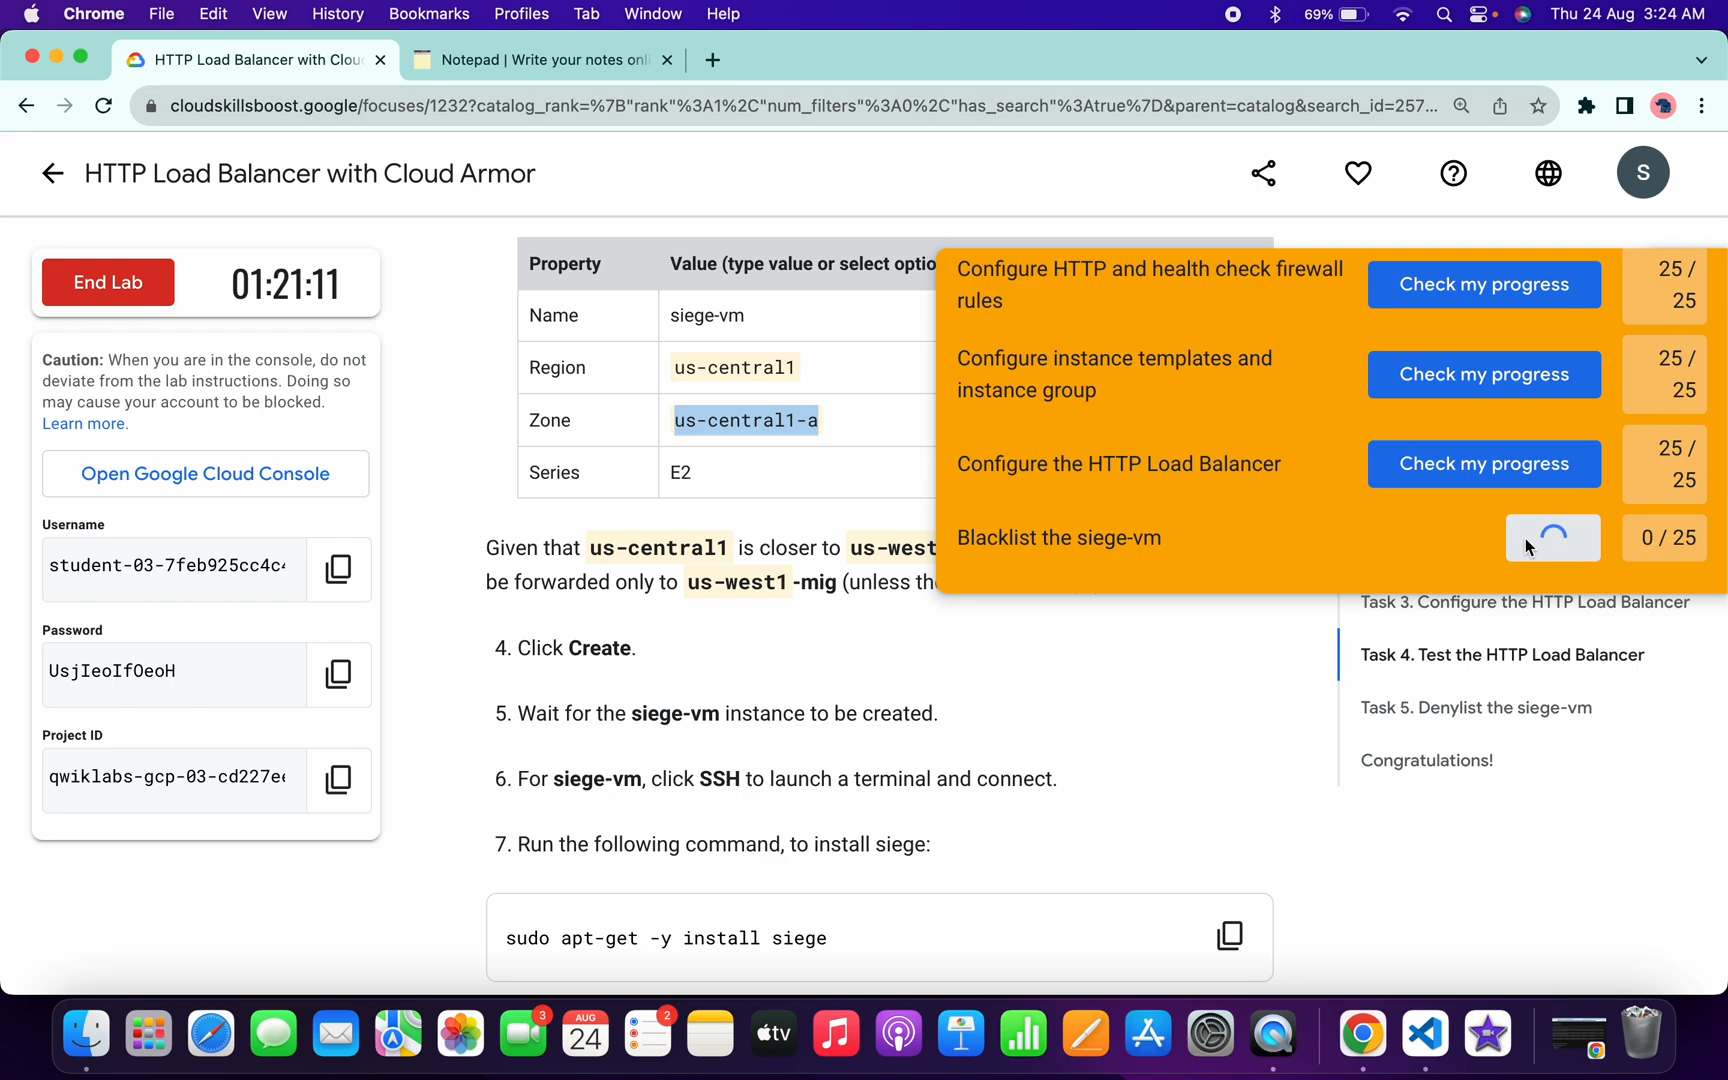 Chrome File Edit View History Bookmarks Profiles Tab Window Help 69% Thu 24 Aug 3:24 AM
HTTP Load Balancer with Clou Notepad | Write your notes onli
cloudskillsboost.google/focuses/1232?catalog_rank=%7B"rank"%3A1%2C"num_filters"%3A0%2C"has_search"%3Atrue%7D&parent=catalog&search_id=257...
HTTP Load Balancer with Cloud Armor
S
End Lab 01:21:11
Caution: When you are in the console, do not
deviate from the lab instructions. Doing so
may cause your account to be blocked.
Learn more.
Open Google Cloud Console
Username
student-03-7feb925cc4c
Password
UsjIeoIfOeoH
Project ID
qwiklabs-gcp-03-cd227e
Property Value (type value or select optio
Name siege-vm
Region us-central1
Zone us-central1-a
Series E2
Given that us-central1 is closer to us-west
be forwarded only to us-west1-mig (unless the
4. Click Create.
5. Wait for the siege-vm instance to be created.
6. For siege-vm, click SSH to launch a terminal and connect.
7. Run the following command, to install siege:
sudo apt-get -y install siege
Configure HTTP and health check firewall
rules
Check my progress
25 /
25
Configure instance templates and
instance group
Check my progress
25 /
25
Configure the HTTP Load Balancer
Check my progress
25 /
25
Blacklist the siege-vm
0 / 25
Task 3. Configure the HTTP Load Balancer
Task 4. Test the HTTP Load Balancer
Task 5. Denylist the siege-vm
Congratulations!
3
AUG
24
2
tv